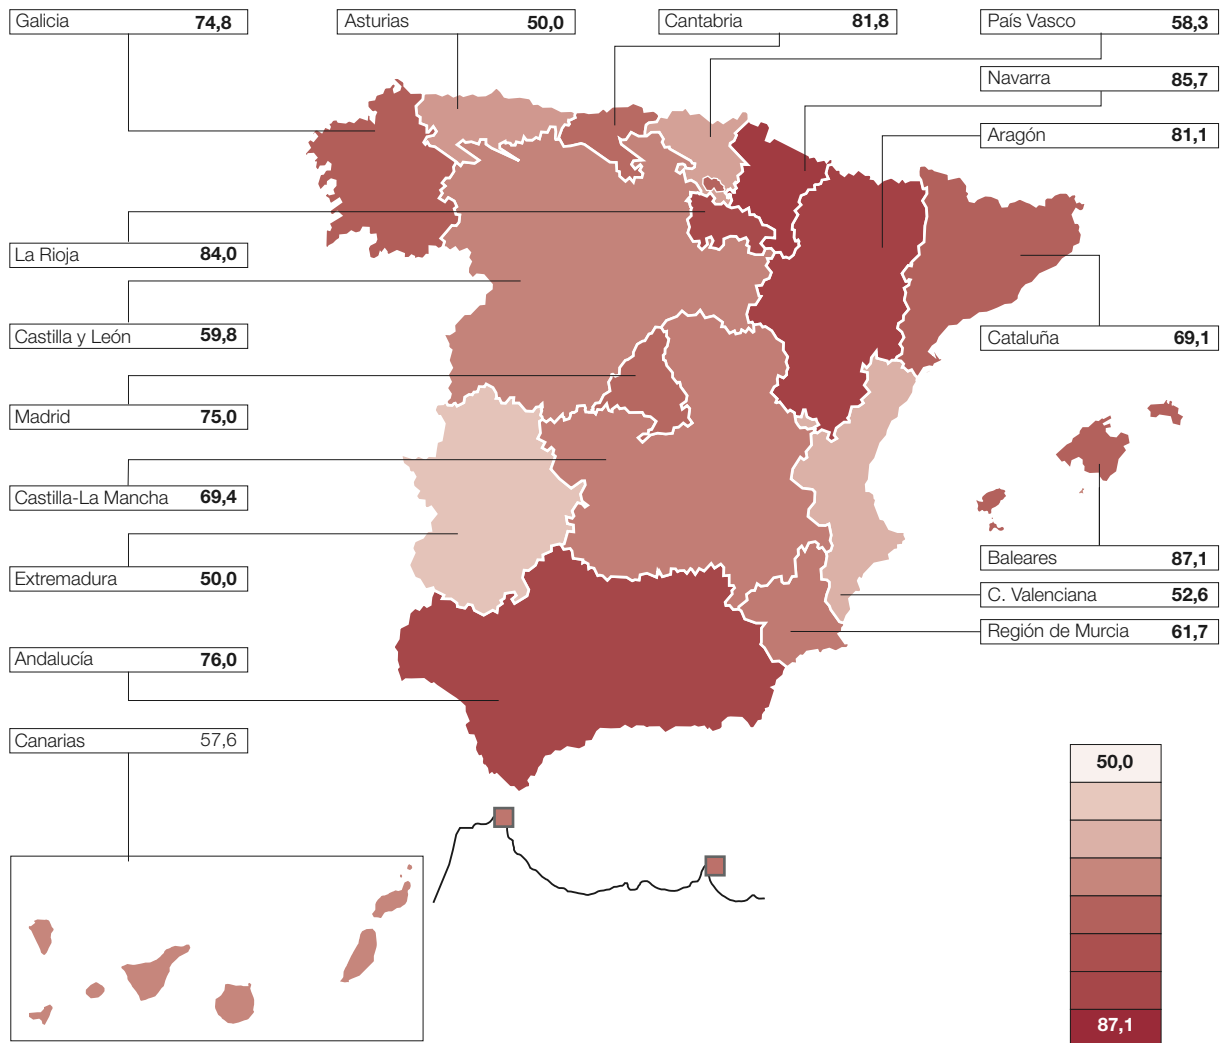 Galicia 74,8
Asturias 50,0
Cantabria 81,8
País Vasco 58,3
Navarra 85,7
Aragón 81,1
La Rioja 84,0
Castilla y León 59,8
Cataluña 69,1
Madrid 75,0
Castilla-La Mancha 69,4
Extremadura 50,0
Baleares 87,1
C. Valenciana 52,6
Región de Murcia 61,7
Andalucía 76,0
Canarias 57,6
50,0
87,1